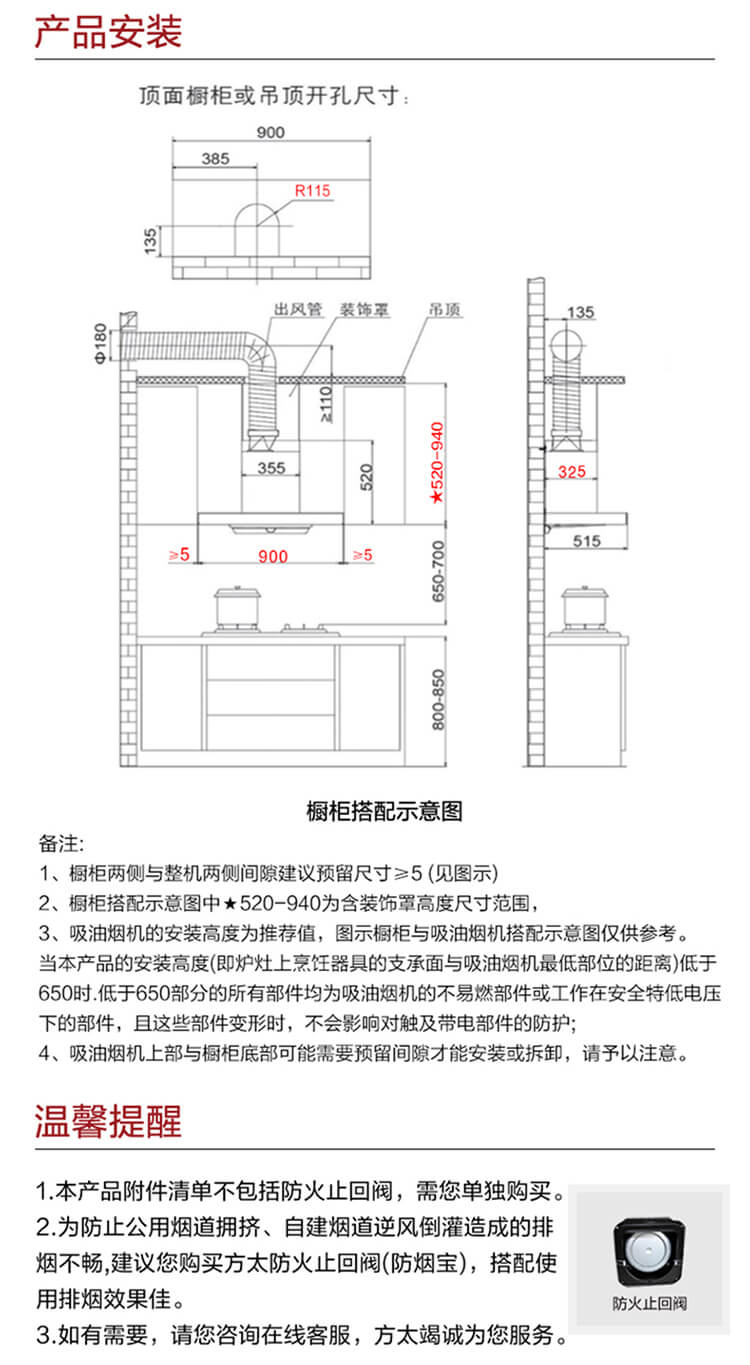 产品安装
顶面橱柜或吊顶开孔尺寸:
900
385
R115
135
出风管 装饰罩 吊顶
135
Φ180
≥110
355
520
★520-940
325
≥5 900 ≥5
515
650-700
800-850
橱柜搭配示意图
备注:
1、橱柜两侧与整机两侧间隙建议预留尺寸≥5 (见图示)
2、橱柜搭配示意图中★520-940为含装饰罩高度尺寸范围，
3、吸油烟机的安装高度为推荐值，图示橱柜与吸油烟机搭配示意图仅供参考。
当本产品的安装高度(即炉灶上烹饪器具的支承面与吸油烟机最低部位的距离)低于
650时.低于650部分的所有部件均为吸油烟机的不易燃部件或工作在安全特低电压
下的部件，且这些部件变形时，不会影响对触及带电部件的防护;
4、吸油烟机上部与橱柜底部可能需要预留间隙才能安装或拆卸，请予以注意。
温馨提醒
1.本产品附件清单不包括防火止回阀，需您单独购买。
2.为防止公用烟道拥挤、自建烟道逆风倒灌造成的排
烟不畅,建议您购买方太防火止回阀(防烟宝)，搭配使
用排烟效果佳。
3.如有需要，请您咨询在线客服，方太竭诚为您服务。
防火止回阀